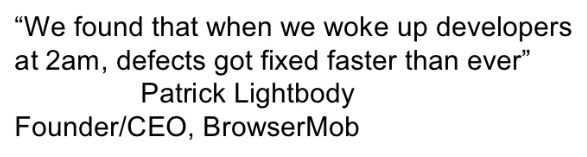 “We found that when we woke up developers
at 2am, defects got fixed faster than ever”
Patrick Lightbody
Founder/CEO, BrowserMob